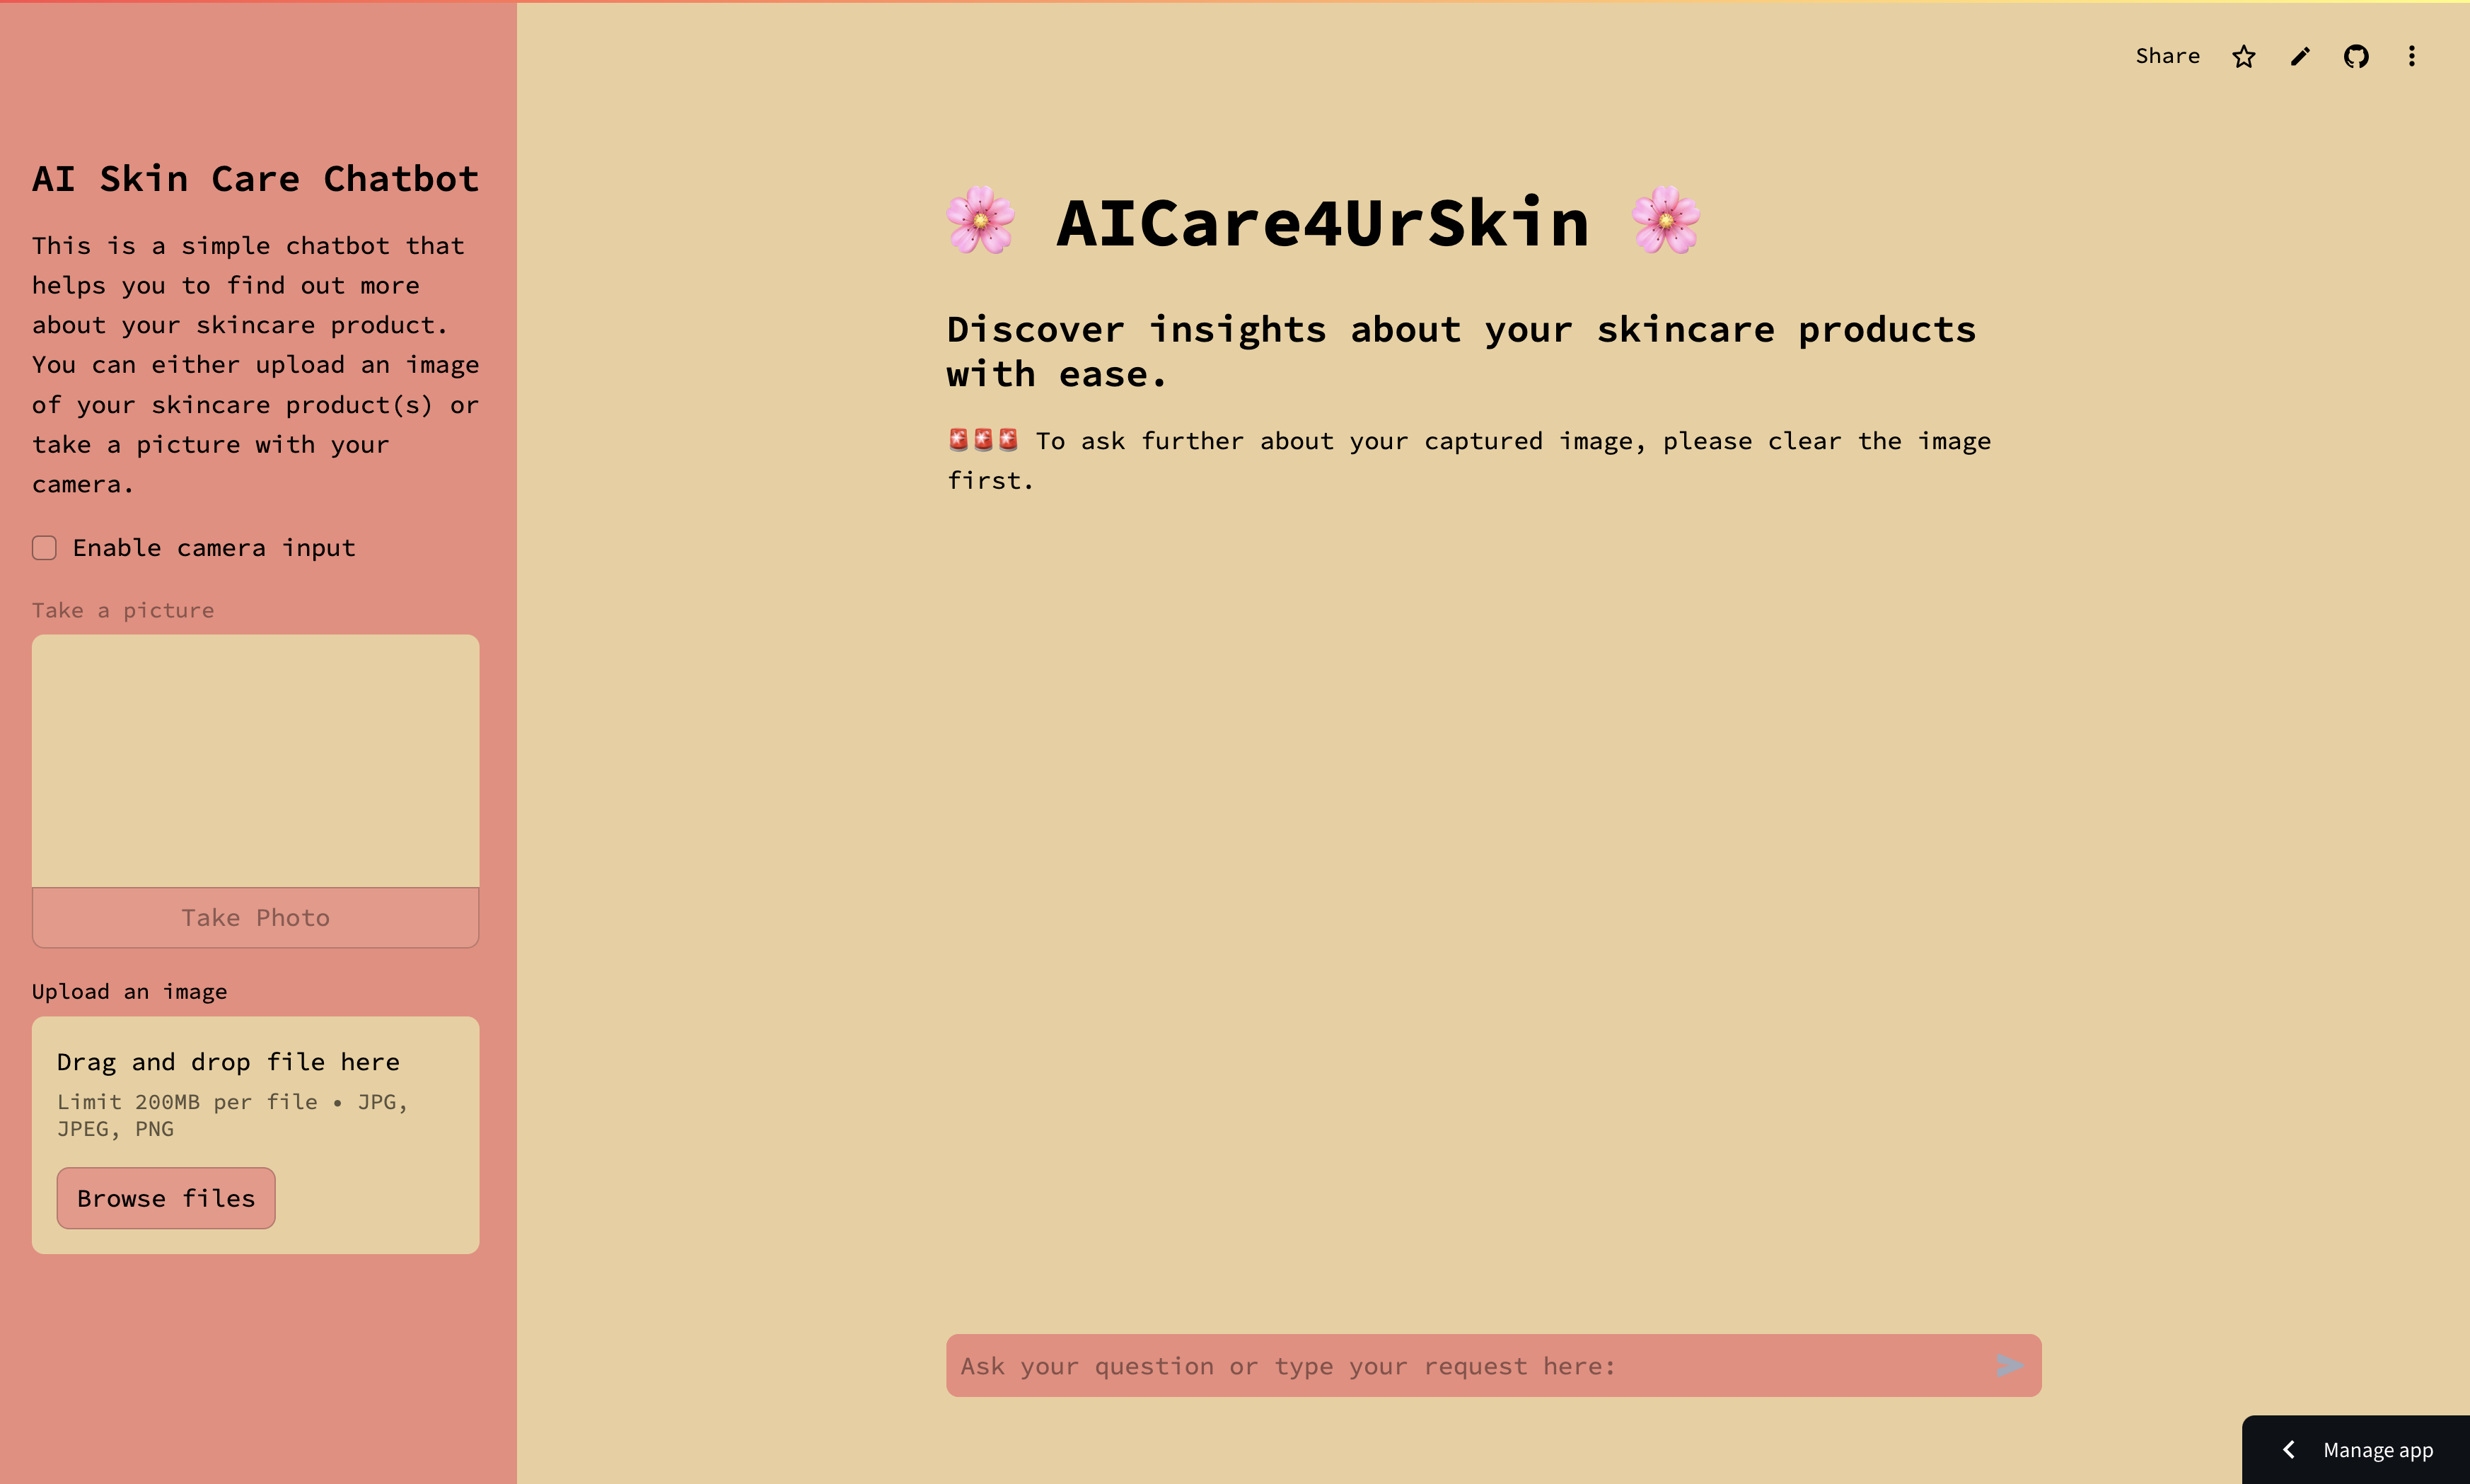 Share
AI Skin Care Chatbot
This is a simple chatbot that
helps you to find out more
about your skincare product.
You can either upload an image
of your skincare product(s) or
take a picture with your
camera.
Enable camera input
Take a picture
Take Photo
Upload an image
Drag and drop file here
Limit 200MB per file • JPG,
JPEG, PNG
Browse files
🌸 AICare4UrSkin 🌸
Discover insights about your skincare products
with ease.
🚨🚨🚨 To ask further about your captured image, please clear the image
first.
Ask your question or type your request here:
Manage app